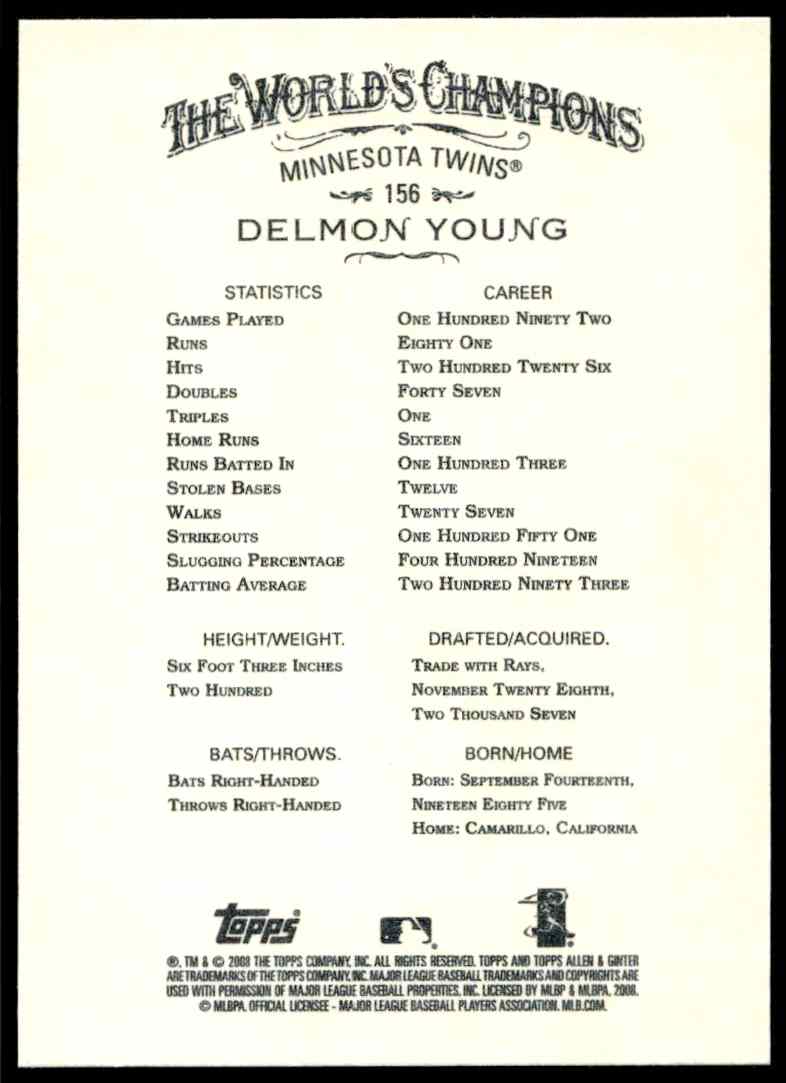 The World's Champions
MINNESOTA TWINS®
156
DELMON YOUNG
STATISTICS CAREER
Games Played One Hundred Ninety Two
Runs Eighty One
Hits Two Hundred Twenty Six
Doubles Forty Seven
Triples One
Home Runs Sixteen
Runs Batted In One Hundred Three
Stolen Bases Twelve
Walks Twenty Seven
Strikeouts One Hundred Fifty One
Slugging Percentage Four Hundred Nineteen
Batting Average Two Hundred Ninety Three
HEIGHT/WEIGHT.
Six Foot Three Inches
Two Hundred
DRAFTED/ACQUIRED.
Trade with Rays,
November Twenty Eighth,
Two Thousand Seven
BATS/THROWS.
Bats Right-Handed
Throws Right-Handed
BORN/HOME
Born: September Fourteenth,
Nineteen Eighty Five
Home: Camarillo, California
Topps®
®, TM & © 2008 THE TOPPS COMPANY, INC. ALL RIGHTS RESERVED. TOPPS AND TOPPS ALLEN & GINTER
ARE TRADEMARKS OF THE TOPPS COMPANY, INC. MAJOR LEAGUE BASEBALL TRADEMARKS AND COPYRIGHTS ARE
USED WITH PERMISSION OF MAJOR LEAGUE BASEBALL PROPERTIES, INC. LICENSED BY MLBP & MLBPA, 2008.
© MLBPA. OFFICIAL LICENSEE - MAJOR LEAGUE BASEBALL PLAYERS ASSOCIATION. MLB.COM.